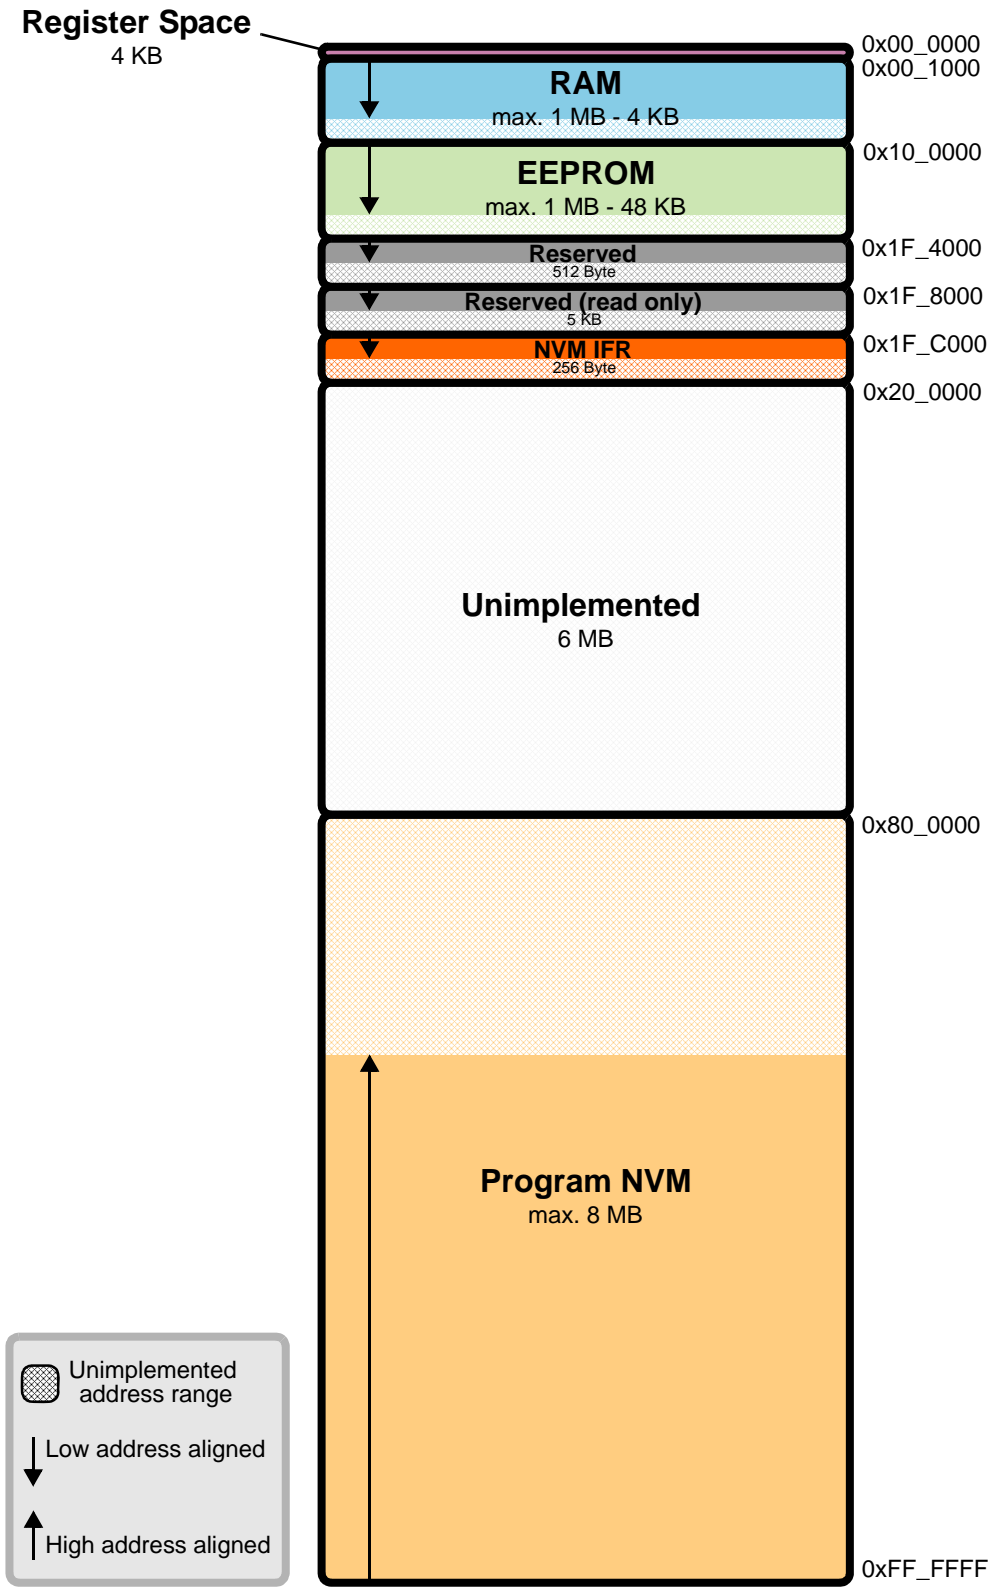 Register Space
4 KB
0x00_0000
0x00_1000
RAM
max. 1 MB - 4 KB
0x10_0000
EEPROM
max. 1 MB - 48 KB
0x1F_4000
Reserved
512 Byte
0x1F_8000
Reserved (read only)
5 KB
0x1F_C000
NVM IFR
256 Byte
0x20_0000
Unimplemented
6 MB
0x80_0000
Program NVM
max. 8 MB
Unimplemented
address range
Low address aligned
High address aligned
0xFF_FFFF